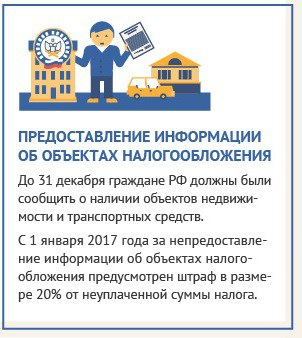 ПРЕДОСТАВЛЕНИЕ ИНФОРМАЦИИ
ОБ ОБЪЕКТАХ НАЛОГООБЛОЖЕНИЯ
До 31 декабря граждане РФ должны были
сообщить о наличии объектов недвижи-
мости и транспортных средств.
С 1 января 2017 года за непредоставле-
ние информации об объектах налого-
обложения предусмотрен штраф в разме-
ре 20% от неуплаченной суммы налога.